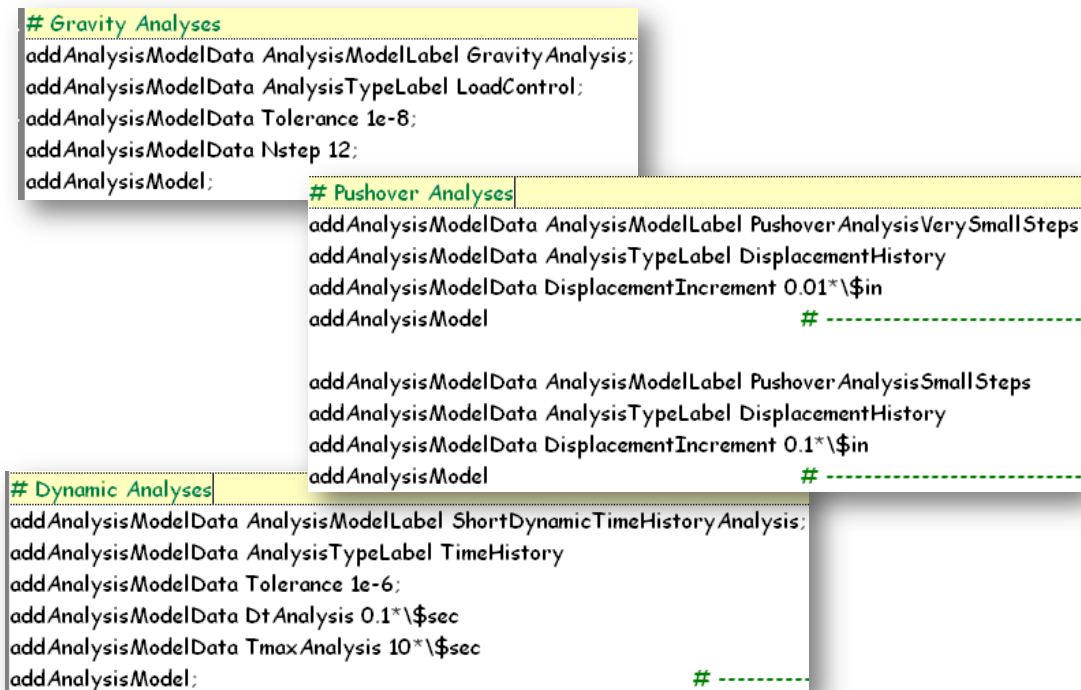 # Gravity Analyses
addAnalysisModelData AnalysisModelLabel GravityAnalysis;
addAnalysisModelData AnalysisTypeLabel LoadControl;
addAnalysisModelData Tolerance 1e-8;
addAnalysisModelData Nstep 12;
addAnalysisModel;
# Pushover Analyses
addAnalysisModelData AnalysisModelLabel PushoverAnalysisVerySmallSteps
addAnalysisModelData AnalysisTypeLabel DisplacementHistory
addAnalysisModelData DisplacementIncrement 0.01*\$in
addAnalysisModel # ----------------------------
addAnalysisModelData AnalysisModelLabel PushoverAnalysisSmallSteps
addAnalysisModelData AnalysisTypeLabel DisplacementHistory
addAnalysisModelData DisplacementIncrement 0.1*\$in
addAnalysisModel # ----------------------------
# Dynamic Analyses
addAnalysisModelData AnalysisModelLabel ShortDynamicTimeHistoryAnalysis;
addAnalysisModelData AnalysisTypeLabel TimeHistory
addAnalysisModelData Tolerance 1e-6;
addAnalysisModelData DtAnalysis 0.1*\$sec
addAnalysisModelData TmaxAnalysis 10*\$sec
addAnalysisModel; # ----------